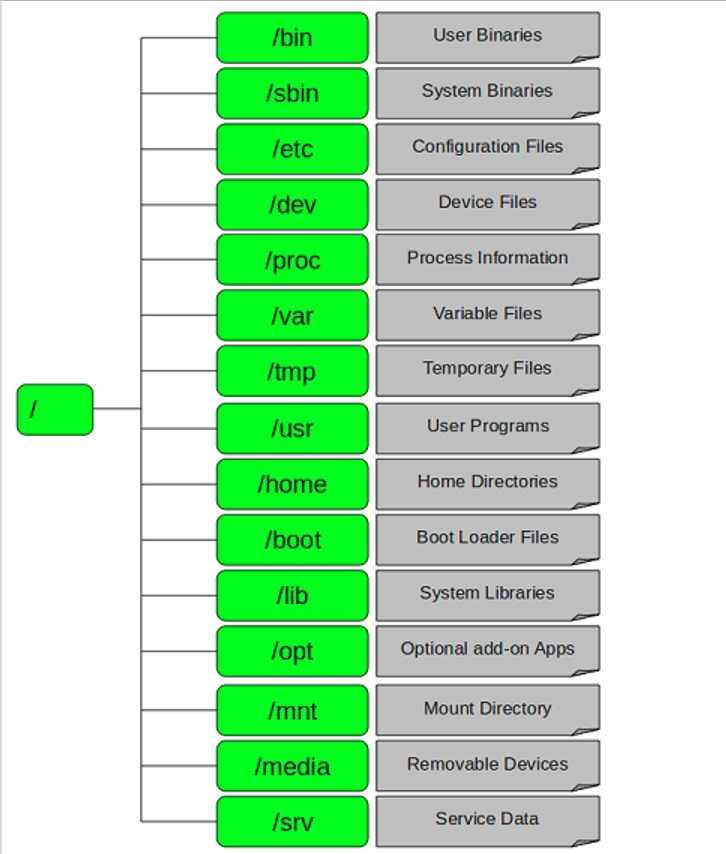 /bin User Binaries
/sbin System Binaries
/etc Configuration Files
/dev Device Files
/proc Process Information
/var Variable Files
/tmp Temporary Files
/
/usr User Programs
/home Home Directories
/boot Boot Loader Files
/lib System Libraries
/opt Optional add-on Apps
/mnt Mount Directory
/media Removable Devices
/srv Service Data